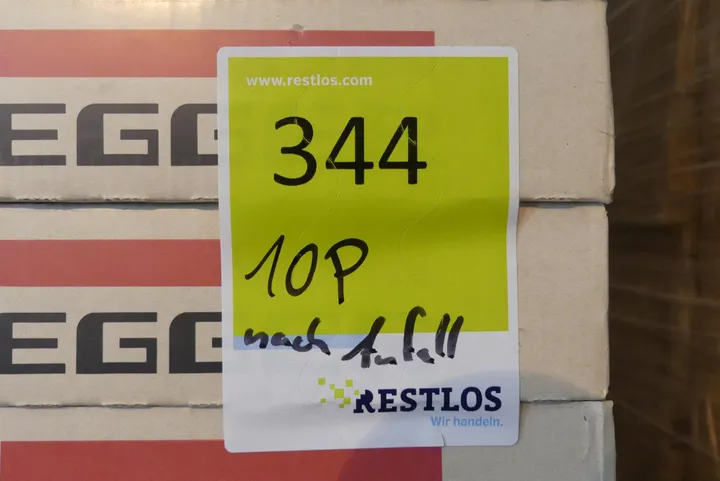 www.restlos.com
344
EGG
10P
EGG
nach Anfall
RESTLOS
Wir handeln.